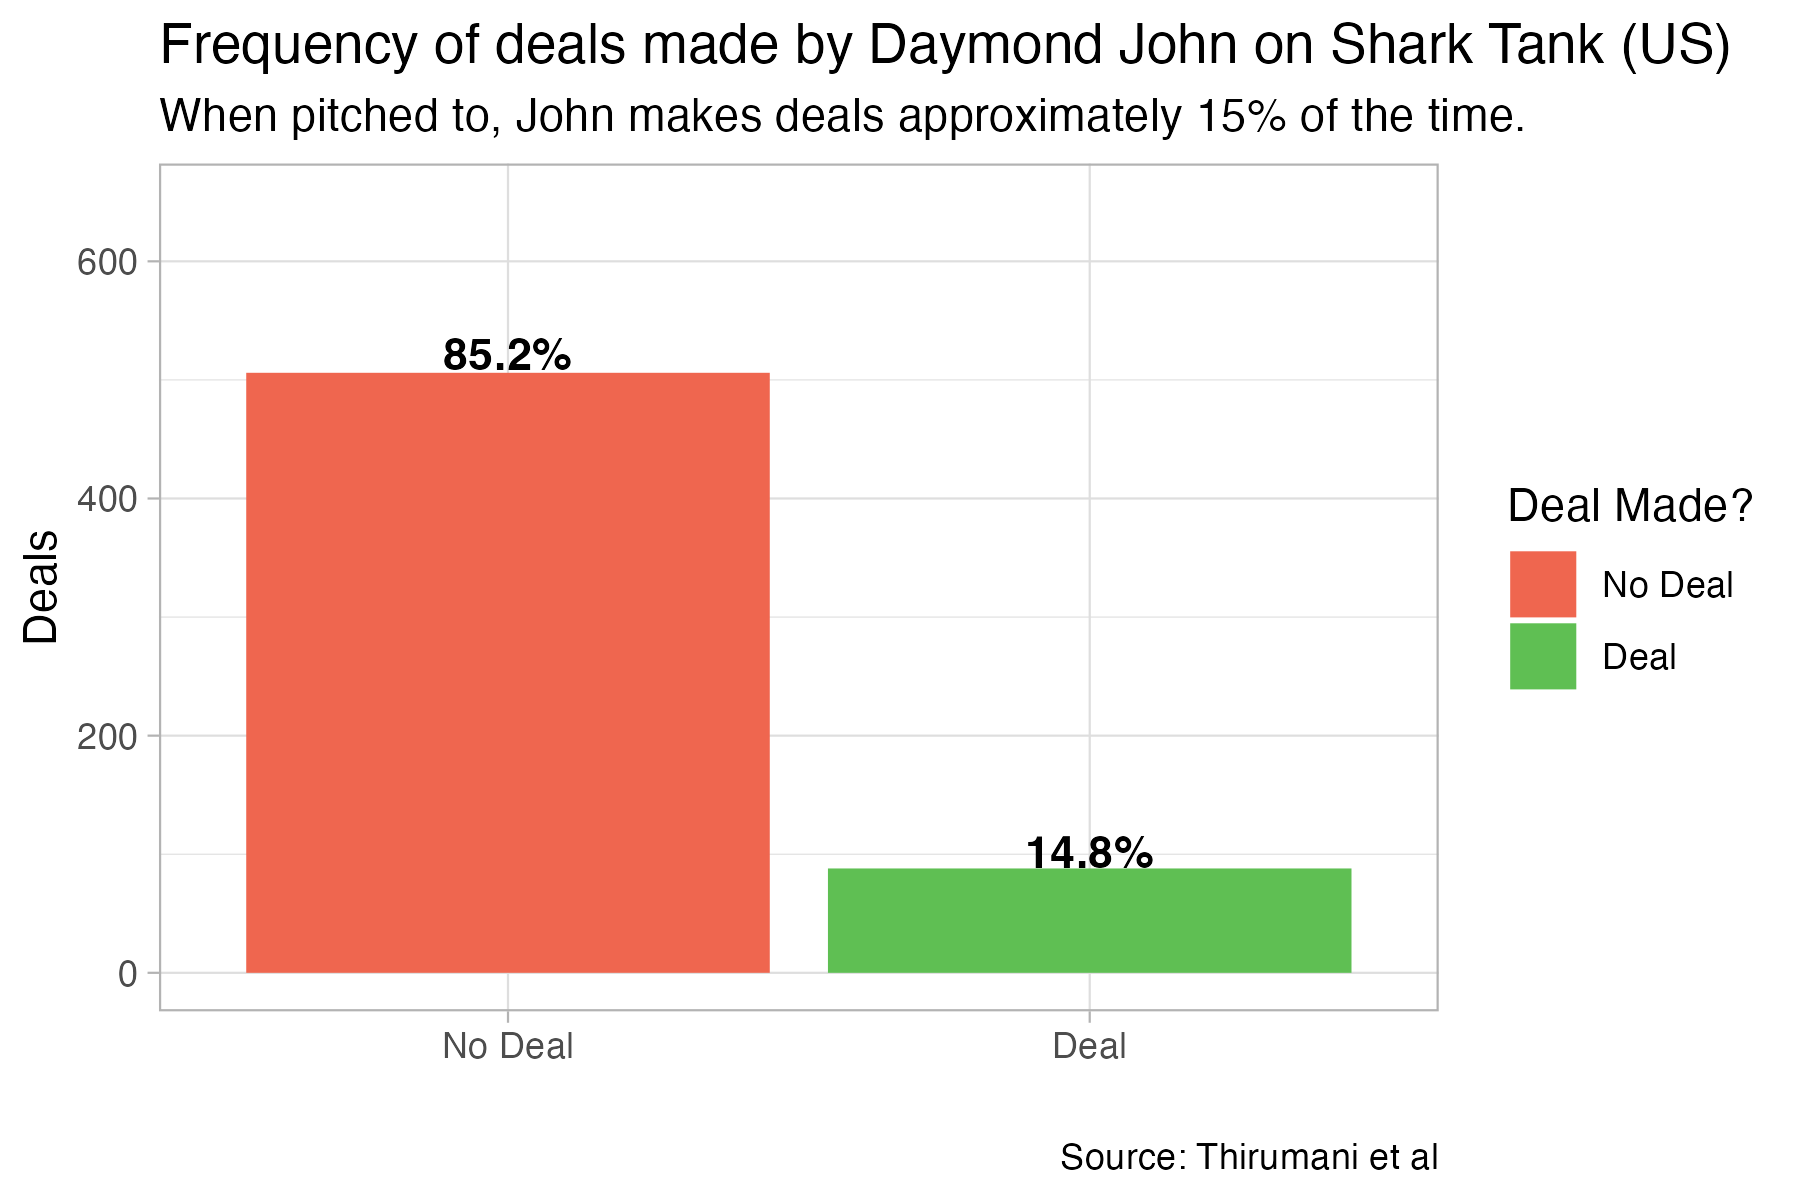 Frequency of deals made by Daymond John on Shark Tank (US)
When pitched to, John makes deals approximately 15% of the time.
Deals
600
400
200
0
85.2%
14.8%
No Deal
Deal
Deal Made?
No Deal
Deal
Source: Thirumani et al